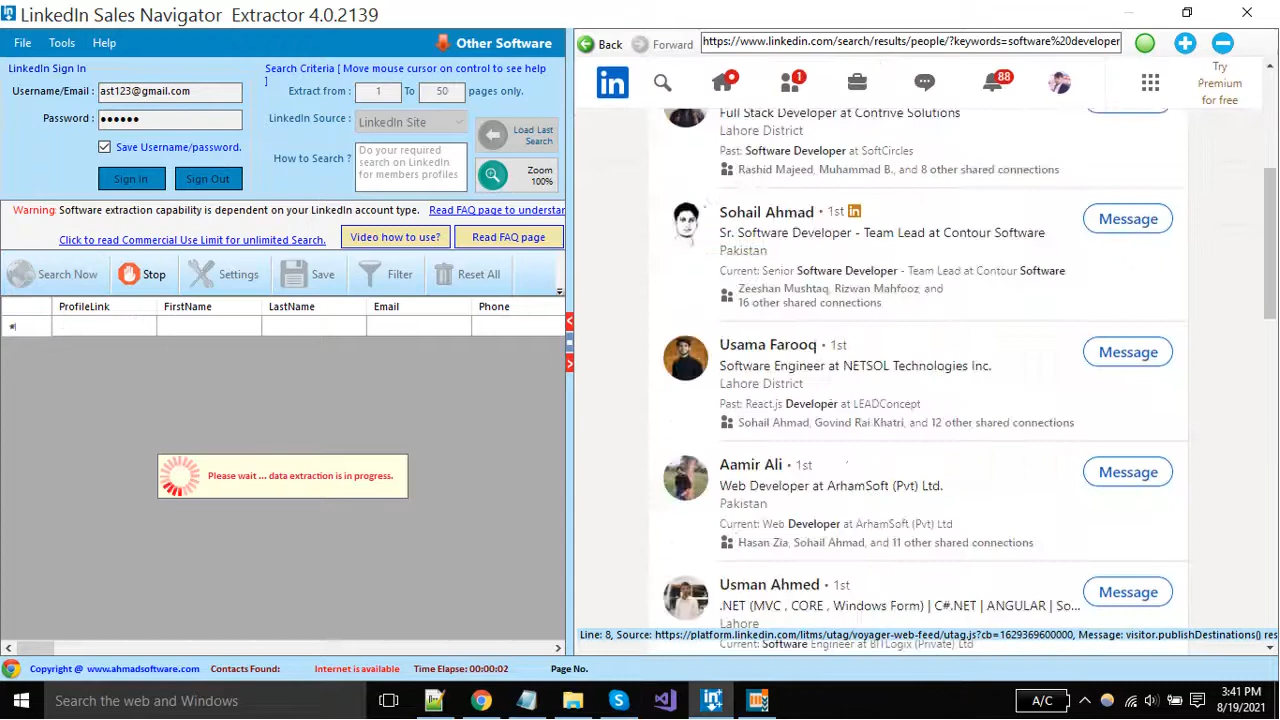 LinkedIn Sales Navigator Extractor 4.0.2139
File Tools Help
Other Software
LinkedIn Sign In
Username/Email : ast123@gmail.com
Password : ••••••
Save Username/password.
Sign In Sign Out
Search Criteria [ Move mouse cursor on control to see help
]
Extract from : 1 To 50 pages only.
LinkedIn Source : LinkedIn Site
How to Search ?
Do your required
search on LinkedIn
for members profiles
Load Last
Search
Zoom
100%
Warning: Software extraction capability is dependent on your LinkedIn account type. Read FAQ page to understar
Click to read Commercial Use Limit for unlimited Search. Video how to use? Read FAQ page
Search Now Stop Settings Save Filter Reset All
ProfileLink FirstName LastName Email Phone
Please wait ... data extraction is in progress.
Back Forward https://www.linkedin.com/search/results/people/?keywords=software%20developer
in
1
88
Try
Premium
for free
Full Stack Developer at Contrive Solutions
Lahore District
Past: Software Developer at SoftCircles
Rashid Majeed, Muhammad B., and 8 other shared connections
Sohail Ahmad • 1st in
Message
Sr. Software Developer - Team Lead at Contour Software
Pakistan
Current: Senior Software Developer - Team Lead at Contour Software
Zeeshan Mushtaq, Rizwan Mahfooz, and
16 other shared connections
Usama Farooq • 1st
Message
Software Engineer at NETSOL Technologies Inc.
Lahore District
Past: React.js Developer at LEADConcept
Sohail Ahmad, Govind Rai Khatri, and 12 other shared connections
Aamir Ali • 1st
Message
Web Developer at ArhamSoft (Pvt) Ltd.
Pakistan
Current: Web Developer at ArhamSoft (Pvt) Ltd
Hasan Zia, Sohail Ahmad, and 11 other shared connections
Usman Ahmed • 1st
Message
.NET (MVC , CORE , Windows Form) | C#.NET | ANGULAR | So...
Lahore
Line: 8, Source: https://platform.linkedin.com/litms/utag/voyager-web-feed/utag.js?cb=1629369600000, Message: visitor.publishDestinations() res
Current: Software Engineer at BITLogix (Private) Ltd
Copyright @ www.ahmadsoftware.com Contacts Found: Internet is available Time Elapse: 00:00:02 Page No.
Search the web and Windows
A/C
3:41 PM
8/19/2021